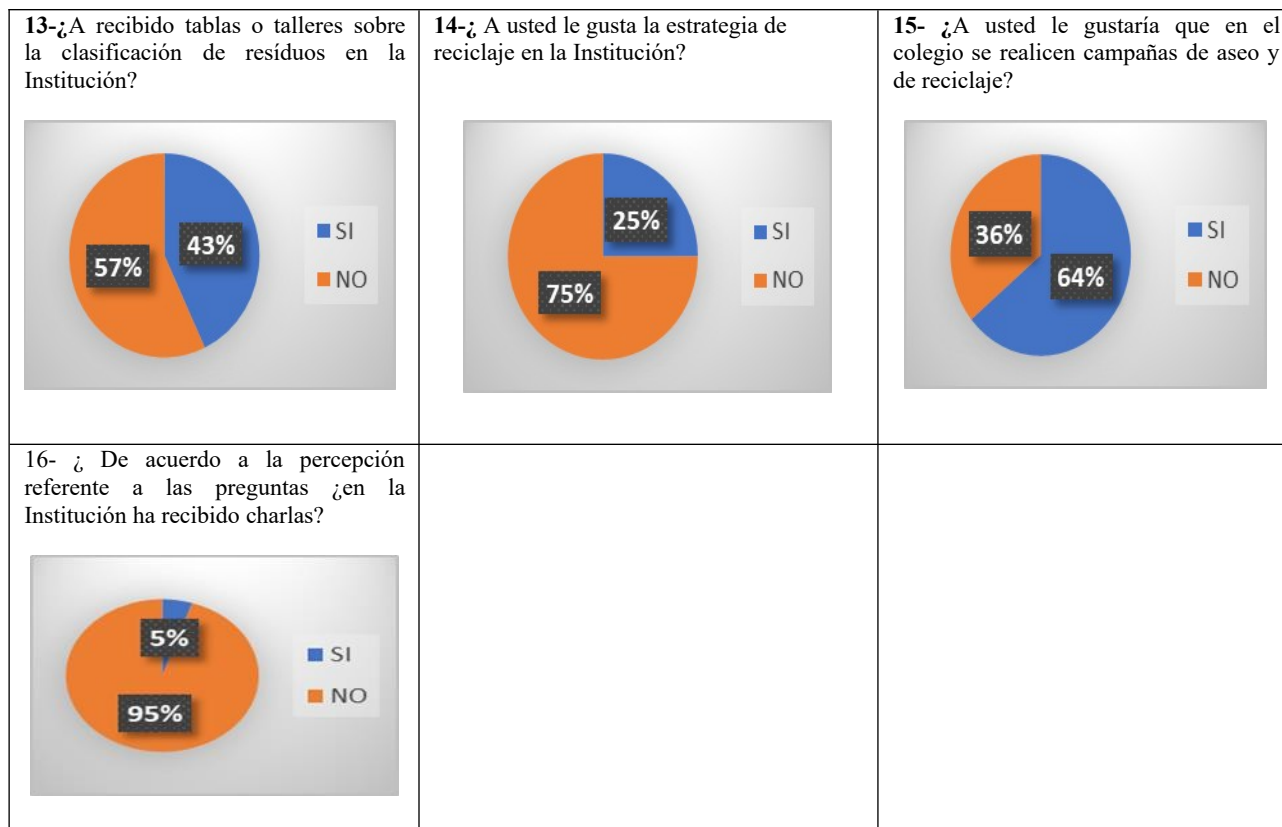 13-¿A recibido tablas o talleres sobre
la clasificación de resíduos en la
Institución?
43%
57%
SI
NO
14-¿ A usted le gusta la estrategia de
reciclaje en la Institución?
25%
75%
SI
NO
15- ¿A usted le gustaría que en el
colegio se realicen campañas de aseo y
de reciclaje?
36%
64%
SI
NO
16- ¿ De acuerdo a la percepción
referente a las preguntas ¿en la
Institución ha recibido charlas?
5%
95%
SI
NO